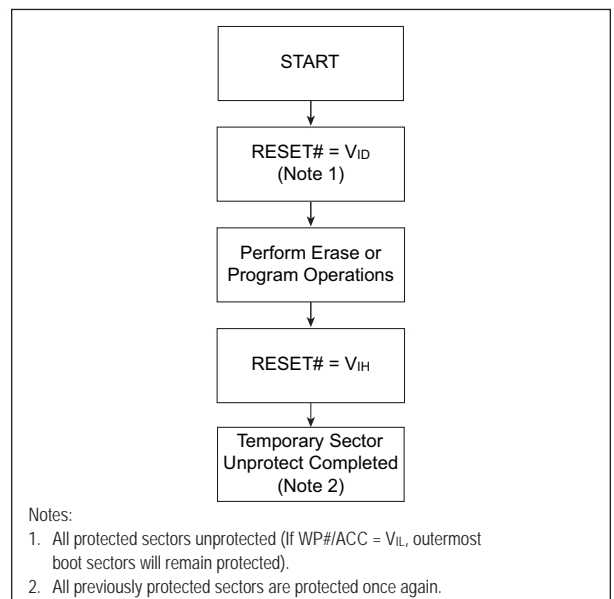 START
RESET# = VID
(Note 1)
Perform Erase or
Program Operations
RESET# = VIH
Temporary Sector
Unprotect Completed
(Note 2)
Notes:
1. All protected sectors unprotected (If WP#/ACC = VIL, outermost
boot sectors will remain protected).
2. All previously protected sectors are protected once again.